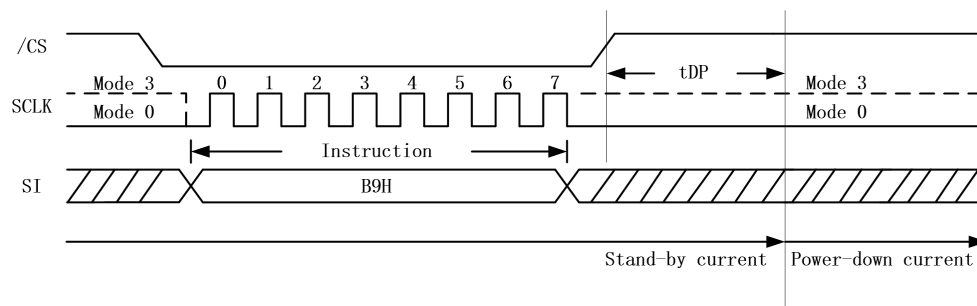 /CS
tDP
Mode 3 0 1 2 3 4 5 6 7 Mode 3
SCLK
Mode 0 Mode 0
Instruction
SI B9H
Stand-by current Power-down current